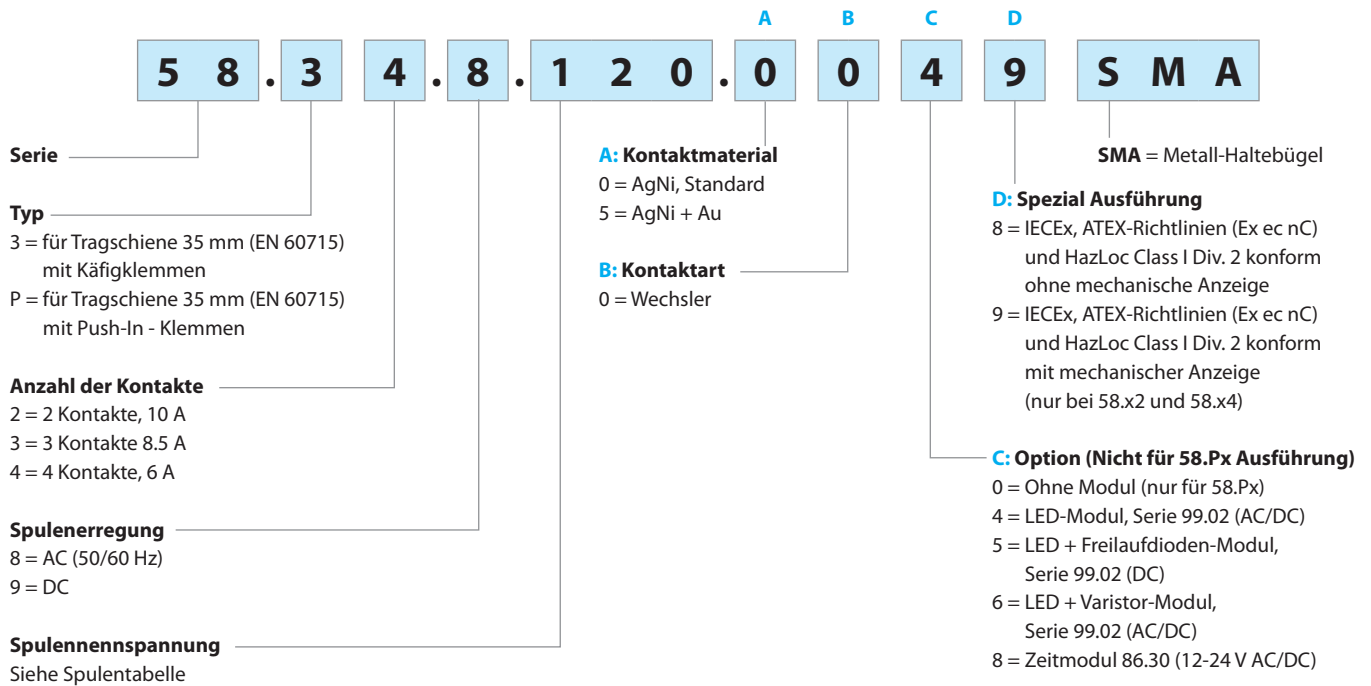 A B C D
5 8 . 3 4 . 8 . 1 2 0 . 0 0 4 9 S M A
Serie
Typ
3 = für Tragschiene 35 mm (EN 60715)
mit Käfigklemmen
P = für Tragschiene 35 mm (EN 60715)
mit Push-In - Klemmen
Anzahl der Kontakte
2 = 2 Kontakte, 10 A
3 = 3 Kontakte 8.5 A
4 = 4 Kontakte, 6 A
Spulenerregung
8 = AC (50/60 Hz)
9 = DC
Spulennennspannung
Siehe Spulentabelle
A: Kontaktmaterial
0 = AgNi, Standard
5 = AgNi + Au
B: Kontaktart
0 = Wechsler
SMA = Metall-Haltebügel
D: Spezial Ausführung
8 = IECEx, ATEX-Richtlinien (Ex ec nC)
und HazLoc Class I Div. 2 konform
ohne mechanische Anzeige
9 = IECEx, ATEX-Richtlinien (Ex ec nC)
und HazLoc Class I Div. 2 konform
mit mechanischer Anzeige
(nur bei 58.x2 und 58.x4)
C: Option (Nicht für 58.Px Ausführung)
0 = Ohne Modul (nur für 58.Px)
4 = LED-Modul, Serie 99.02 (AC/DC)
5 = LED + Freilaufdioden-Modul,
Serie 99.02 (DC)
6 = LED + Varistor-Modul,
Serie 99.02 (AC/DC)
8 = Zeitmodul 86.30 (12-24 V AC/DC)